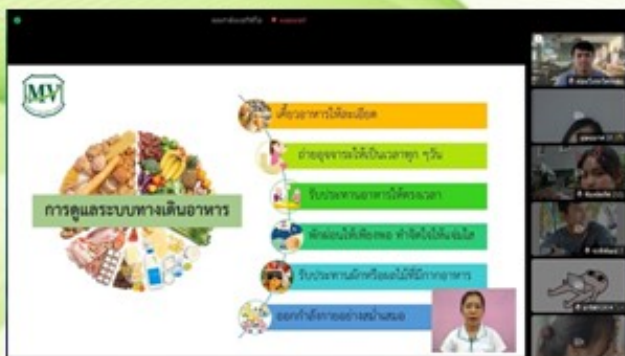 MV
การดูแลระบบทางเดินอาหาร
เคี้ยวอาหารให้ละเอียด
ถ่ายอุจจาระให้เป็นเวลาทุก ๆวัน
รับประทานอาหารให้ตรงเวลา
พักผ่อนให้เพียงพอ ทำจิตใจให้แจ่มใส
รับประทานผักหรือผลไม้ที่มีกากอาหาร
ออกกำลังกายอย่างสม่ำเสมอ